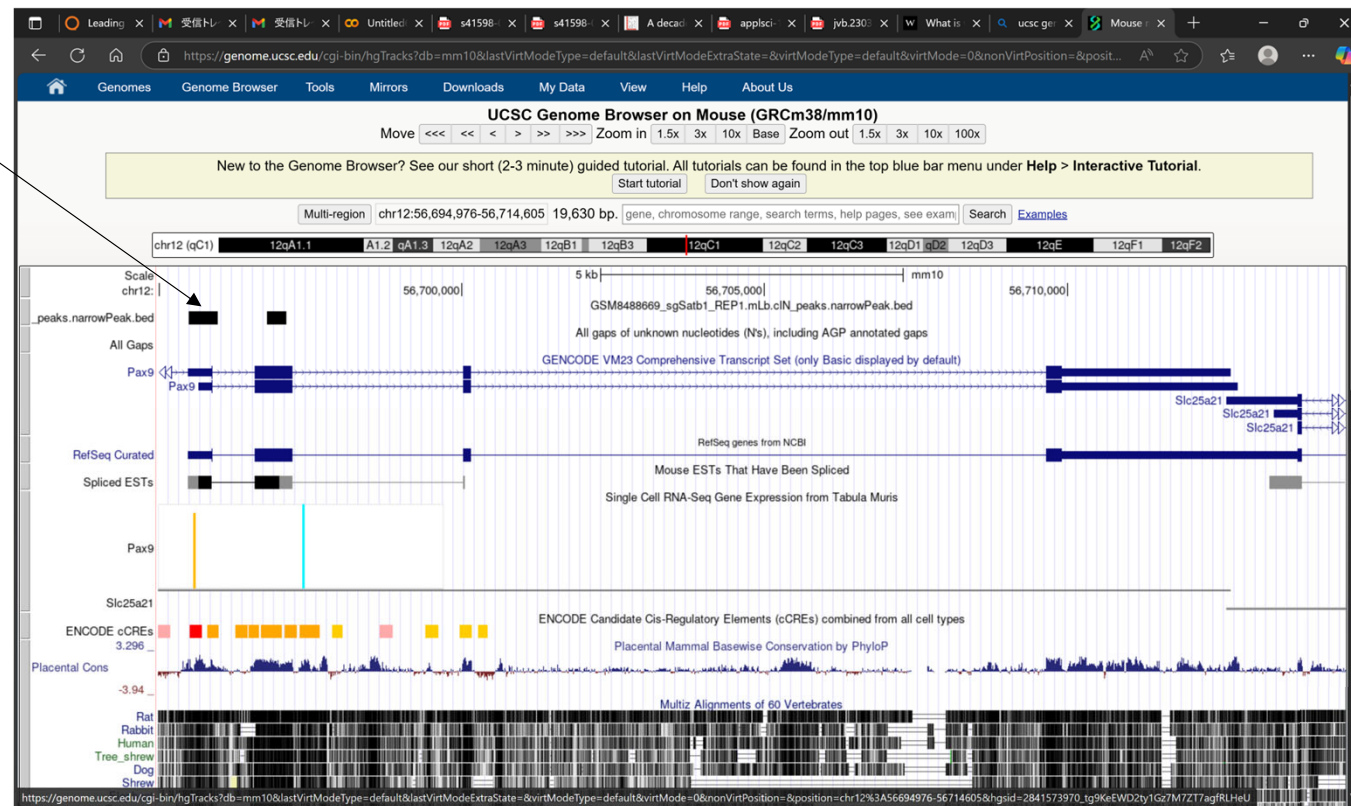 Leading
受信トレ
受信トレ
Untitled
s41598-
s41598-
A decad
applsci-
jvb.2303
What is
ucsc ger
Mouse r
https://genome.ucsc.edu/cgi-bin/hgTracks?db=mm10&lastVirtModeType=default&lastVirtModeExtraState=&virtModeType=default&virtMode=0&nonVirtPosition=&posit...
Genomes Genome Browser Tools Mirrors Downloads My Data View Help About Us
UCSC Genome Browser on Mouse (GRCm38/mm10)
Move <<< << < > >> >>> Zoom in 1.5x 3x 10x Base Zoom out 1.5x 3x 10x 100x
New to the Genome Browser? See our short (2-3 minute) guided tutorial. All tutorials can be found in the top blue bar menu under Help > Interactive Tutorial.
Start tutorial Don't show again
Multi-region chr12:56,694,976-56,714,605 19,630 bp. gene, chromosome range, search terms, help pages, see exam Search Examples
chr12 (qC1) 12qA1.1 A1.2 qA1.3 12qA2 12qA3 12qB1 12qB3 12qC1 12qC2 12qC3 12qD1 qD2 12qD3 12qE 12qF1 12qF2
Scale 5 kb mm10
chr12: 56,700,000 56,705,000 56,710,000
GSM8488669_sgSatb1_REP1.mLb.clN_peaks.narrowPeak.bed
_peaks.narrowPeak.bed
All gaps of unknown nucleotides (N's), including AGP annotated gaps
All Gaps
GENCODE VM23 Comprehensive Transcript Set (only Basic displayed by default)
Pax9
Pax9
Slc25a21
Slc25a21
Slc25a21
RefSeq genes from NCBI
RefSeq Curated
Mouse ESTs That Have Been Spliced
Spliced ESTs
Single Cell RNA-Seq Gene Expression from Tabula Muris
Pax9
Slc25a21
ENCODE Candidate Cis-Regulatory Elements (cCREs) combined from all cell types
ENCODE cCREs
3.296 _
Placental Mammal Basewise Conservation by PhyloP
Placental Cons
-3.94 _
Multiz Alignments of 60 Vertebrates
Rat
Rabbit
Human
Tree_shrew
Dog
Shrew
https://genome.ucsc.edu/cgi-bin/hgTracks?db=mm10&lastVirtModeType=default&lastVirtModeExtraState=&virtModeType=default&virtMode=0&nonVirtPosition=&position=chr12%3A56694976-56714605&hgsid=2841573970_tg9KeEWD2ty1Gz7M7ZT7agfRLHeU